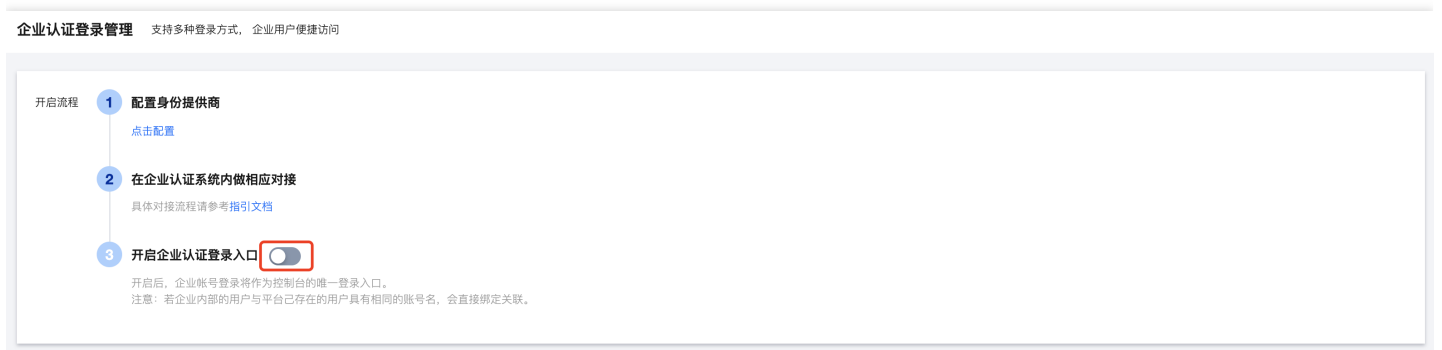 企业认证登录管理 支持多种登录方式， 企业用户便捷访问
开启流程 1 配置身份提供商
点击配置
2 在企业认证系统内做相应对接
具体对接流程请参考指引文档
3 开启企业认证登录入口
开启后，企业帐号登录将作为控制台的唯一登录入口。
注意：若企业内部的用户与平台已存在的用户具有相同的账号名，会直接绑定关联。